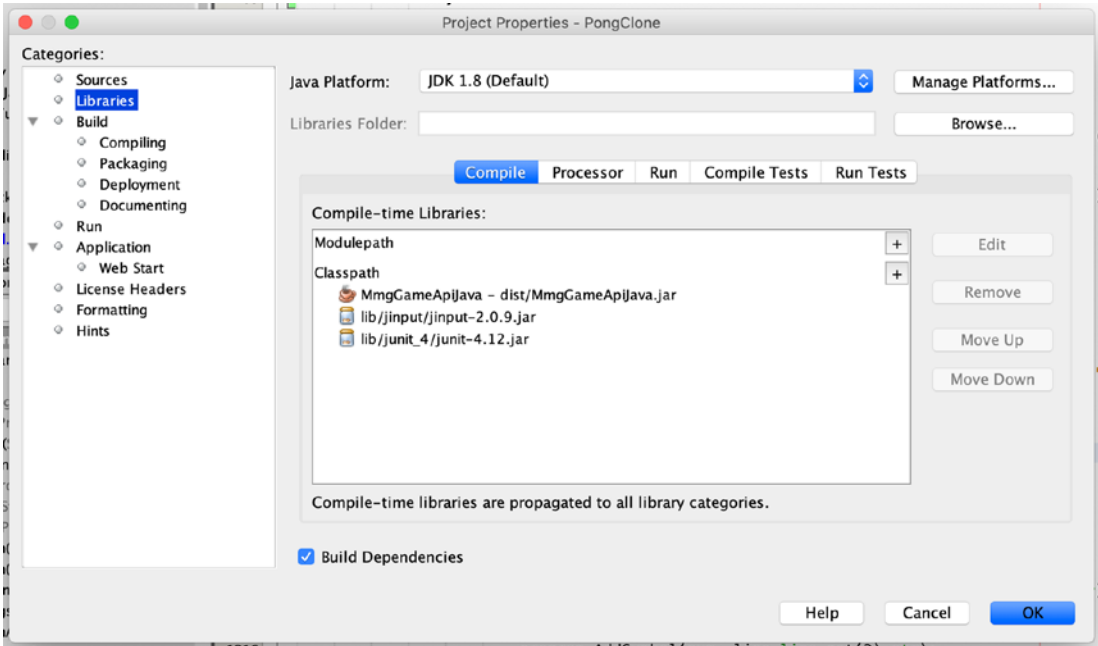 Project Properties - PongClone
Categories:
Sources
Libraries
Build
Compiling
Packaging
Deployment
Documenting
Run
Application
Web Start
License Headers
Formatting
Hints
Java Platform: JDK 1.8 (Default) Manage Platforms...
Libraries Folder: Browse...
Compile Processor Run Compile Tests Run Tests
Compile-time Libraries:
Modulepath + Edit
Classpath +
MmgGameApiJava - dist/MmgGameApiJava.jar Remove
lib/jinput/jinput-2.0.9.jar
lib/junit_4/junit-4.12.jar Move Up
Move Down
Compile-time libraries are propagated to all library categories.
Build Dependencies
Help Cancel OK